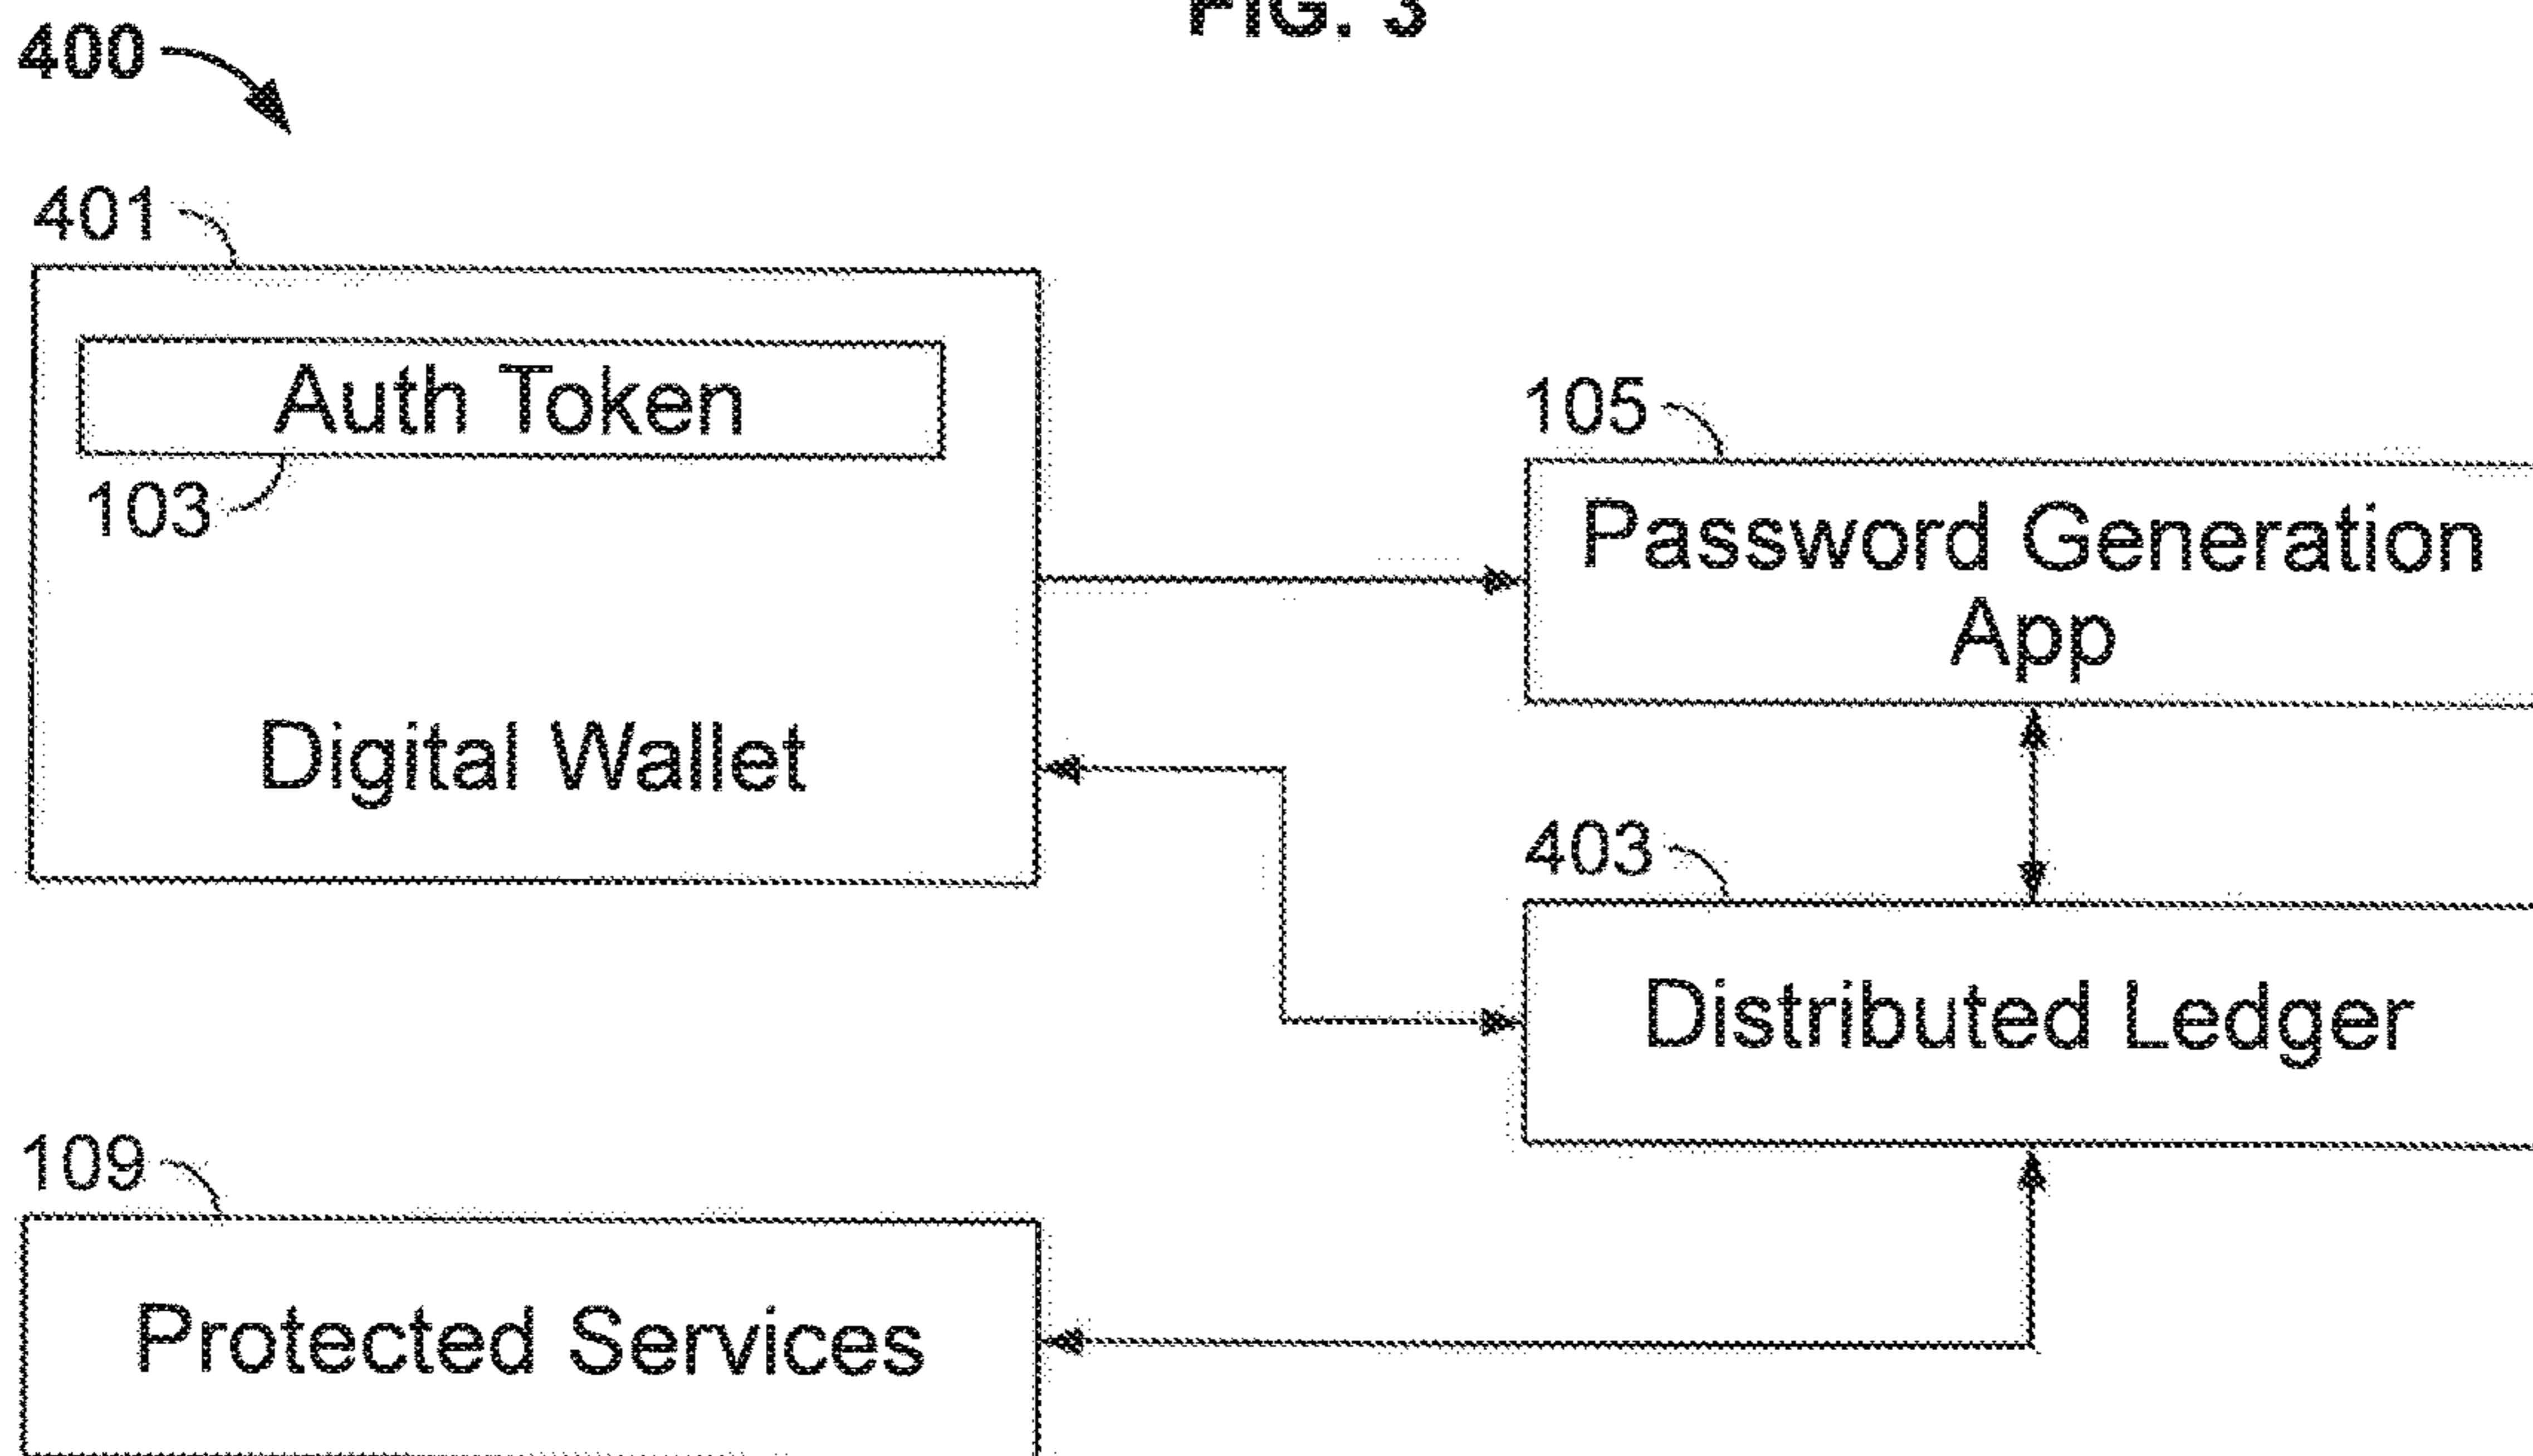 FIG. 3
400
401
Auth Token
103
Digital Wallet
105
Password Generation
App
403
Distributed Ledger
109
Protected Services